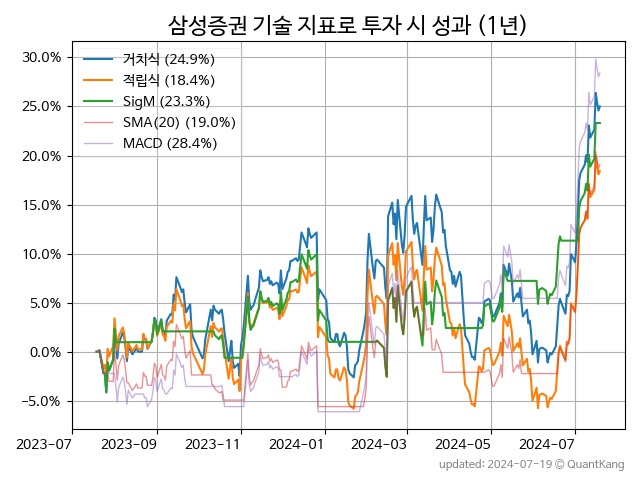 삼성증권 기술 지표로 투자 시 성과 (1년)
30.0%
25.0%
20.0%
15.0%
10.0%
5.0%
0.0%
−5.0%
거치식 (24.9%)
적립식 (18.4%)
SigM (23.3%)
SMA(20) (19.0%)
MACD (28.4%)
2023-07 2023-09 2023-11 2024-01 2024-03 2024-05 2024-07
updated: 2024-07-19 © QuantKang